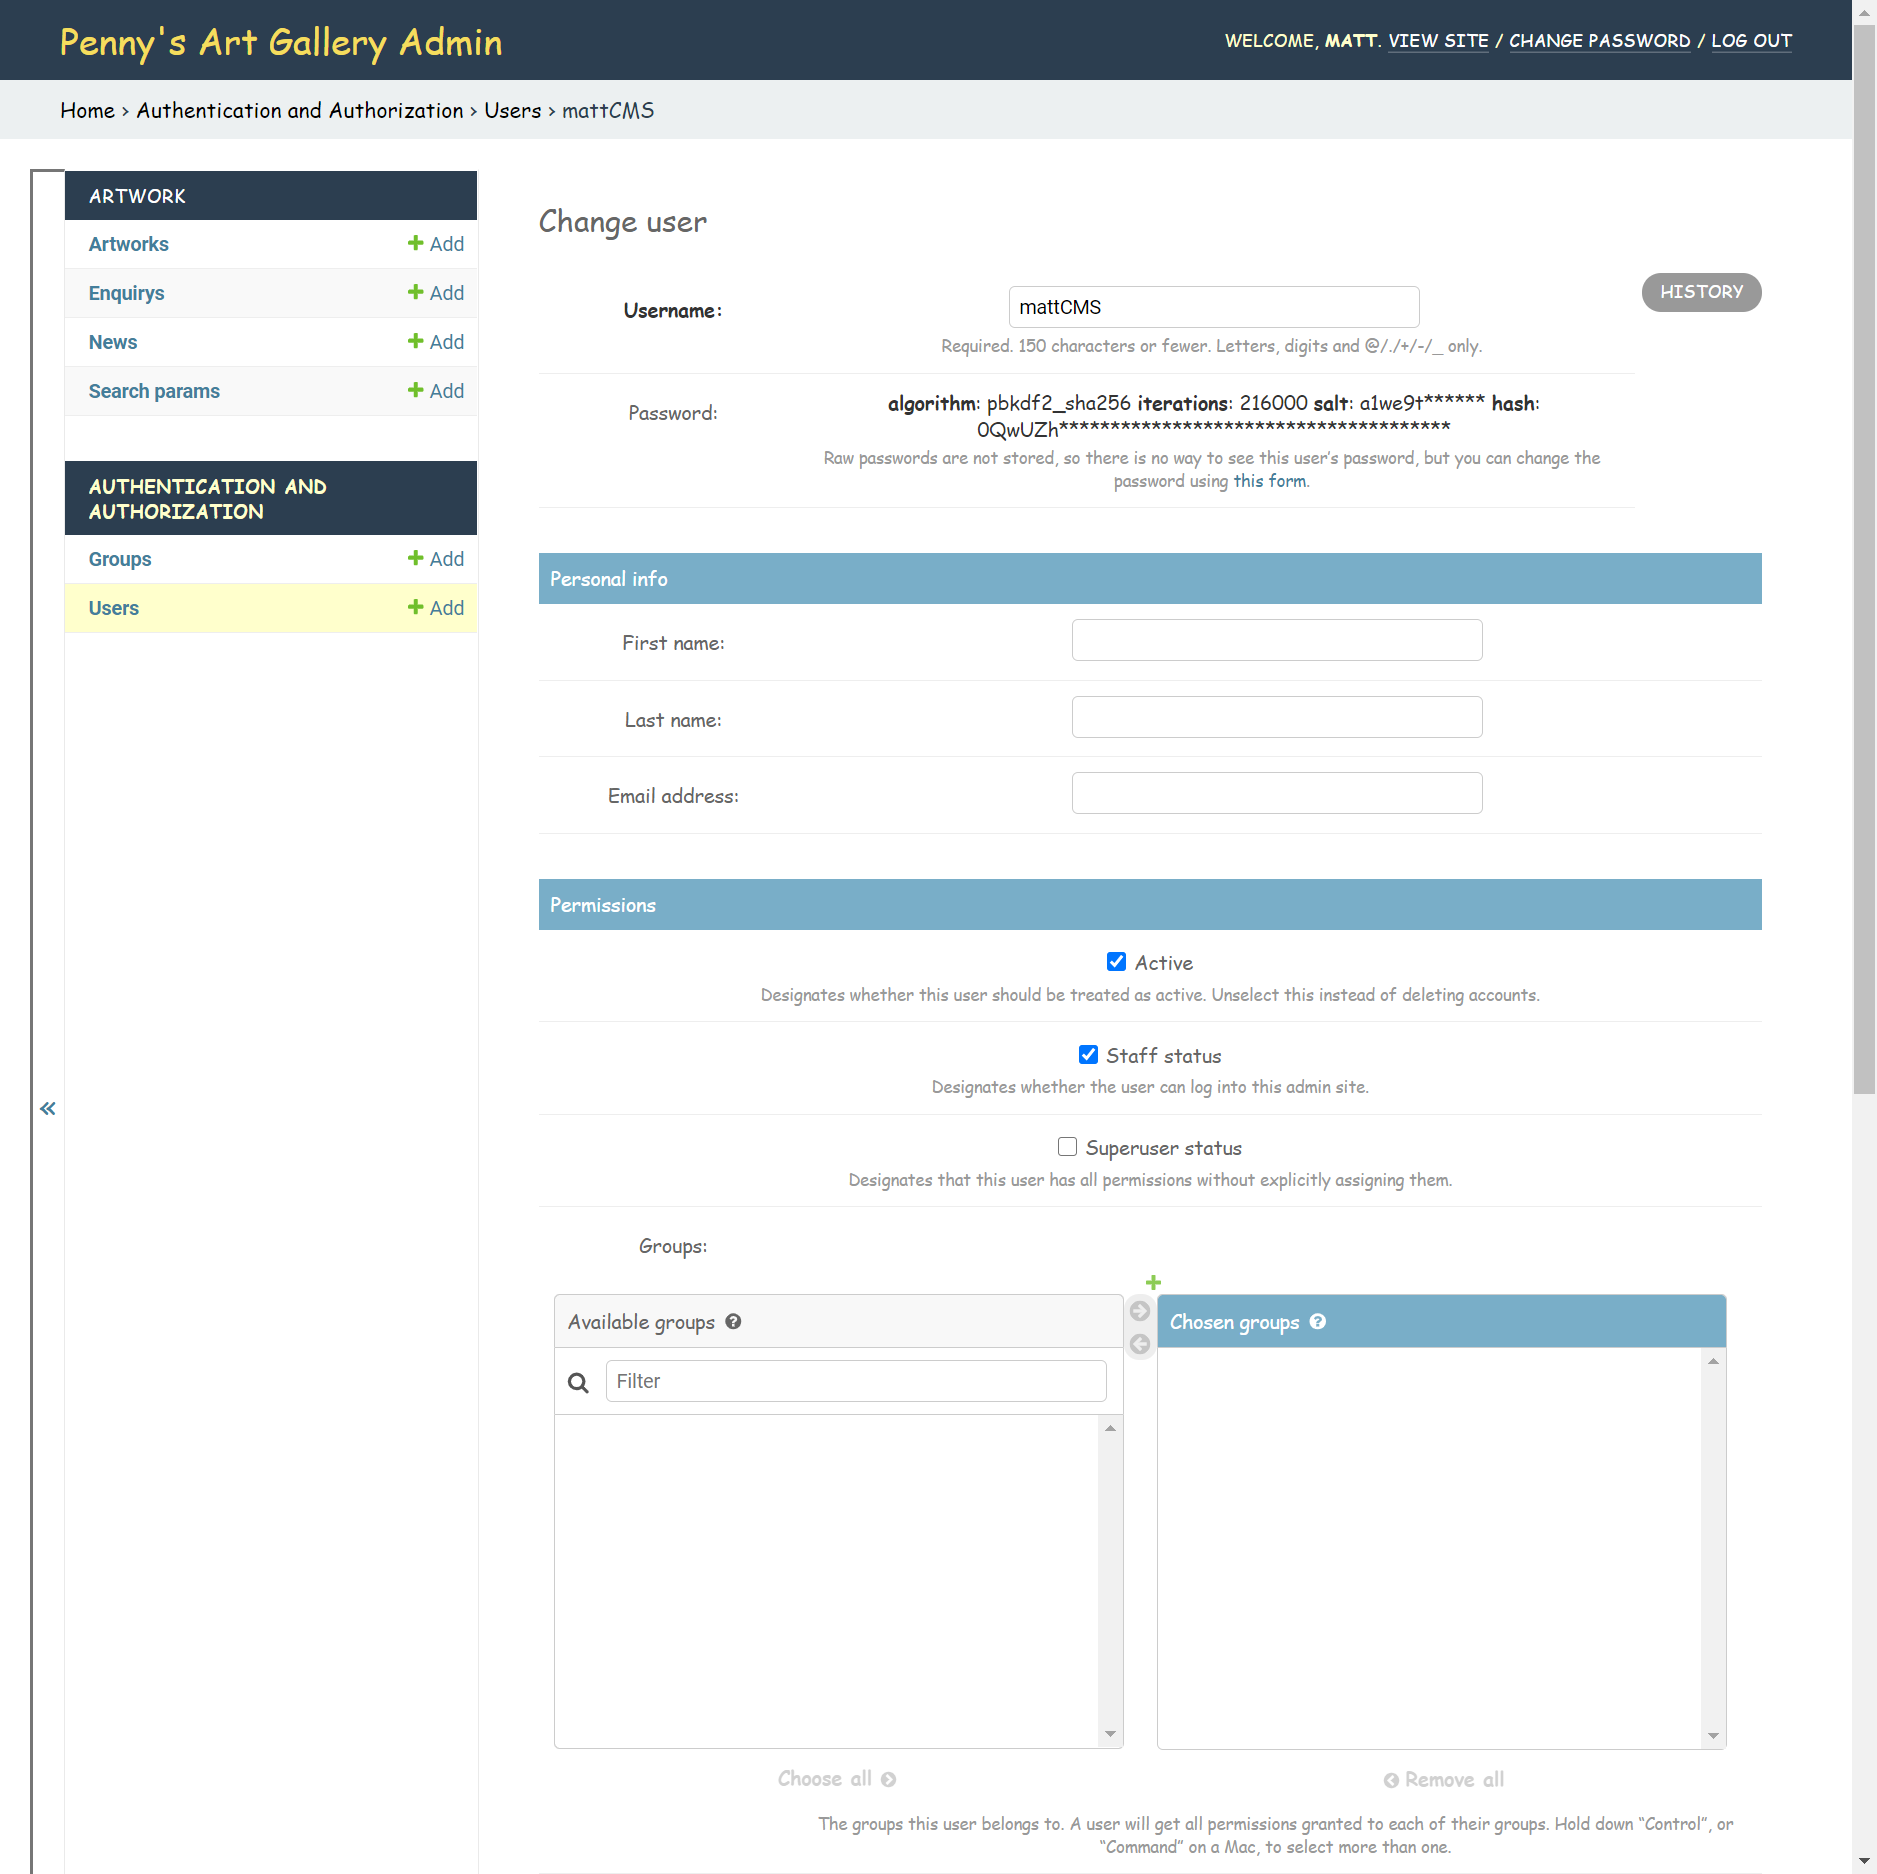 Penny's Art Gallery Admin
WELCOME, MATT. VIEW SITE / CHANGE PASSWORD / LOG OUT
Home › Authentication and Authorization › Users › mattCMS
ARTWORK
Artworks
Add
Enquirys
Add
News
Add
Search params
Add
AUTHENTICATION AND
AUTHORIZATION
Groups
Add
Users
Add
«
Change user
HISTORY
Username:
mattCMS
Required. 150 characters or fewer. Letters, digits and @/./+/-/_ only.
Password:
algorithm: pbkdf2_sha256 iterations: 216000 salt: a1we9t****** hash:
0QwUZh**************************************
Raw passwords are not stored, so there is no way to see this user’s password, but you can change the
password using this form.
Personal info
First name:
Last name:
Email address:
Permissions
Active
Designates whether this user should be treated as active. Unselect this instead of deleting accounts.
Staff status
Designates whether the user can log into this admin site.
Superuser status
Designates that this user has all permissions without explicitly assigning them.
Groups:
Available groups
Filter
Choose all
Chosen groups
Remove all
The groups this user belongs to. A user will get all permissions granted to each of their groups. Hold down “Control”, or
“Command” on a Mac, to select more than one.